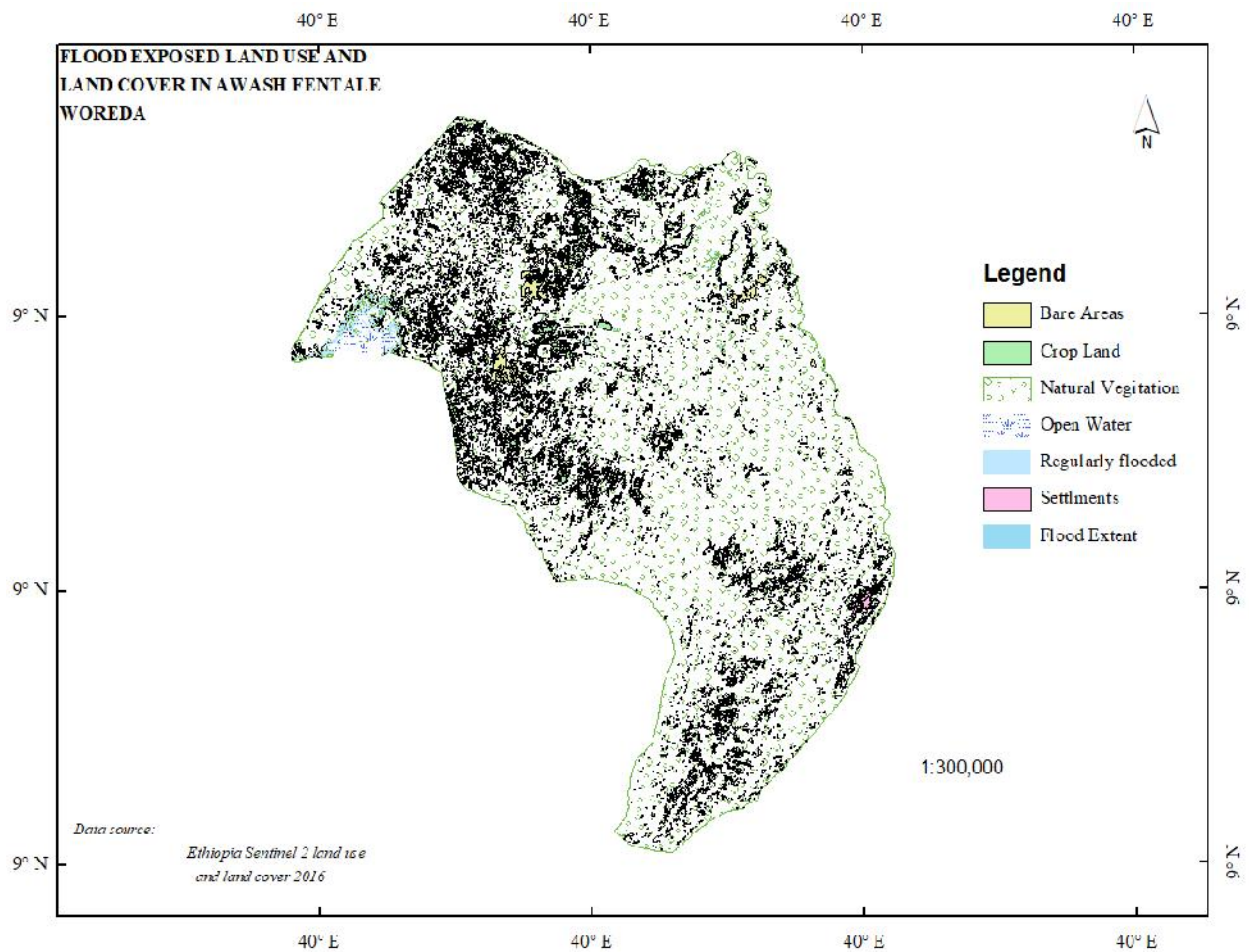 40° E 40° E 40° E 40° E
FLOOD EXPOSED LAND USE AND
LAND COVER IN AWASH FENTALE
WOREDA
N
Legend
Bare Areas
Crop Land
Natural Vegitation
Open Water
Regularly flooded
Settlments
Flood Extent
9° N 9° N
9° N 9° N
1:300,000
Data source:
Ethiopia Sentinel 2 land use
and land cover 2016
9° N 9° N
40° E 40° E 40° E 40° E